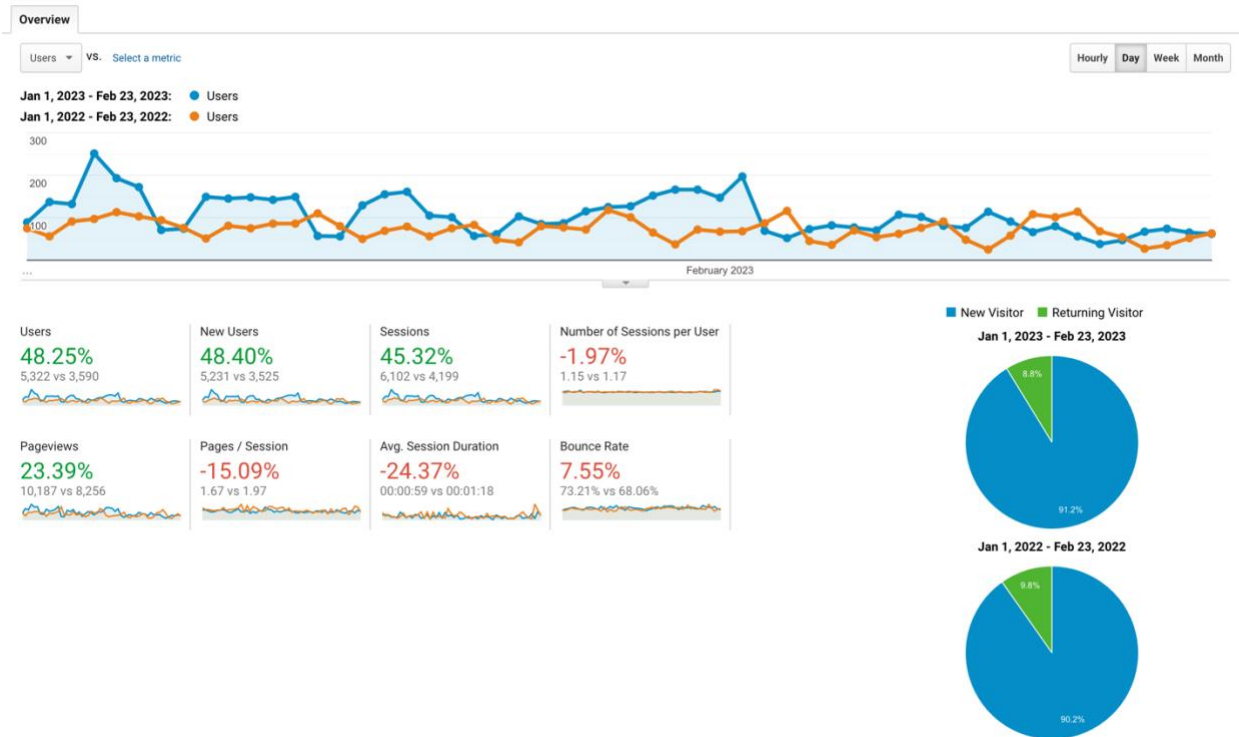 Overview
Users VS. Select a metric
Hourly Day Week Month
Jan 1, 2023 - Feb 23, 2023: Users
Jan 1, 2022 - Feb 23, 2022: Users
300
200
100
...
February 2023
New Visitor Returning Visitor
Users
48.25%
5,322 vs 3,590
New Users
48.40%
5,231 vs 3,525
Sessions
45.32%
6,102 vs 4,199
Number of Sessions per User
-1.97%
1.15 vs 1.17
Pageviews
23.39%
10,187 vs 8,256
Pages / Session
-15.09%
1.67 vs 1.97
Avg. Session Duration
-24.37%
00:00:59 vs 00:01:18
Bounce Rate
7.55%
73.21% vs 68.06%
Jan 1, 2023 - Feb 23, 2023
8.8%
91.2%
Jan 1, 2022 - Feb 23, 2022
9.8%
90.2%